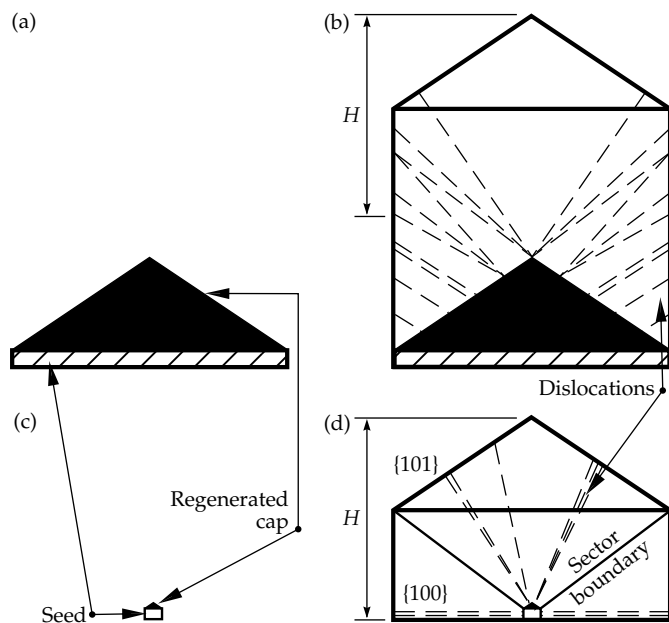 (a)
(b)
H
Dislocations
(c)
(d)
{101}
Regenerated
cap
H
Sector
boundary
{100}
Seed